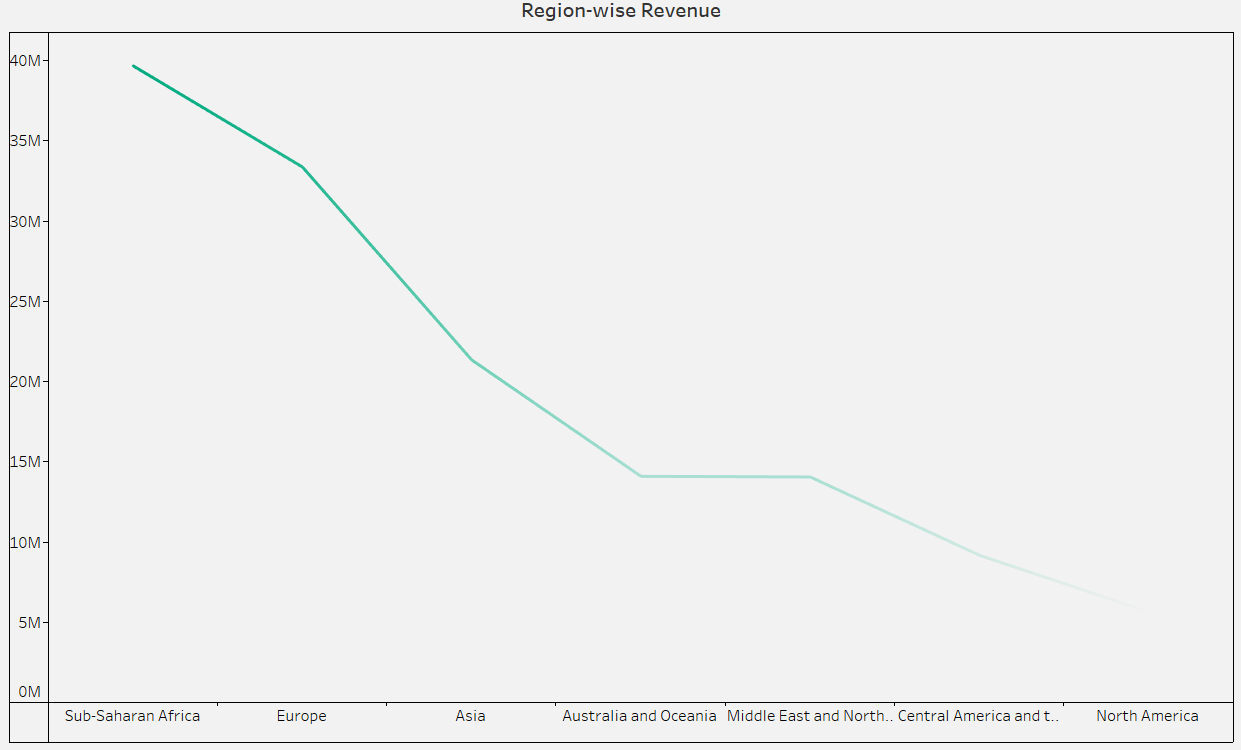 Region-wise Revenue
40M
35M
30M
25M
20M
15M
10M
5M
0M
Sub-Saharan Africa
Europe
Asia
Australia and Oceania
Middle East and North..
Central America and t..
North America